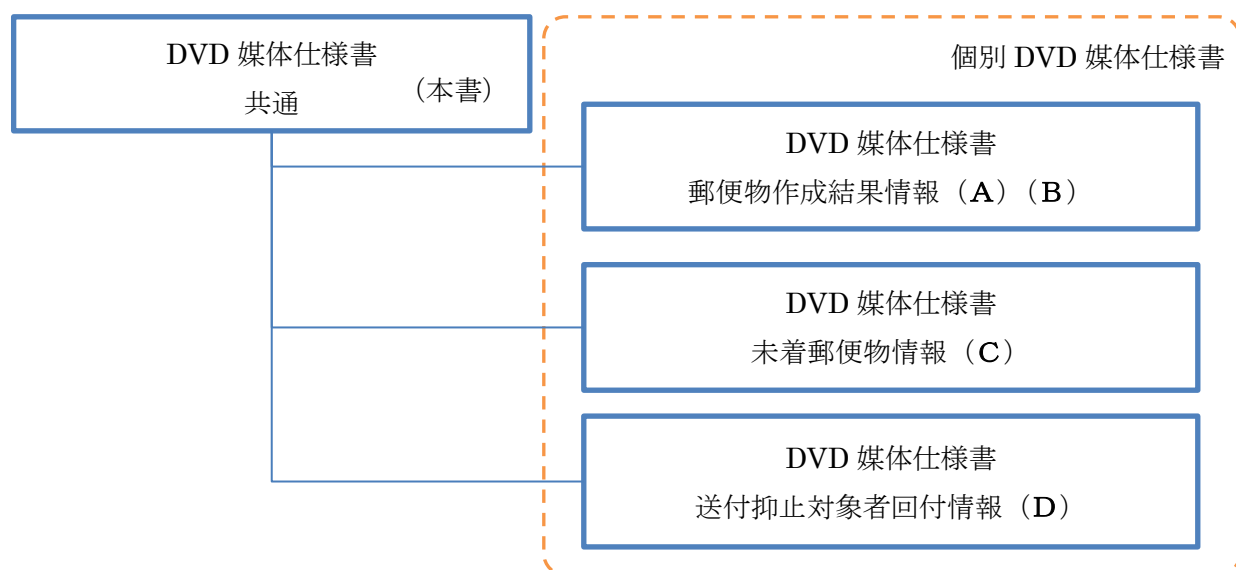 DVD 媒体仕様書
共通
（本書）
個別 DVD 媒体仕様書
DVD 媒体仕様書
郵便物作成結果情報（A）（B）
DVD 媒体仕様書
未着郵便物情報（C）
DVD 媒体仕様書
送付抑止対象者回付情報（D）